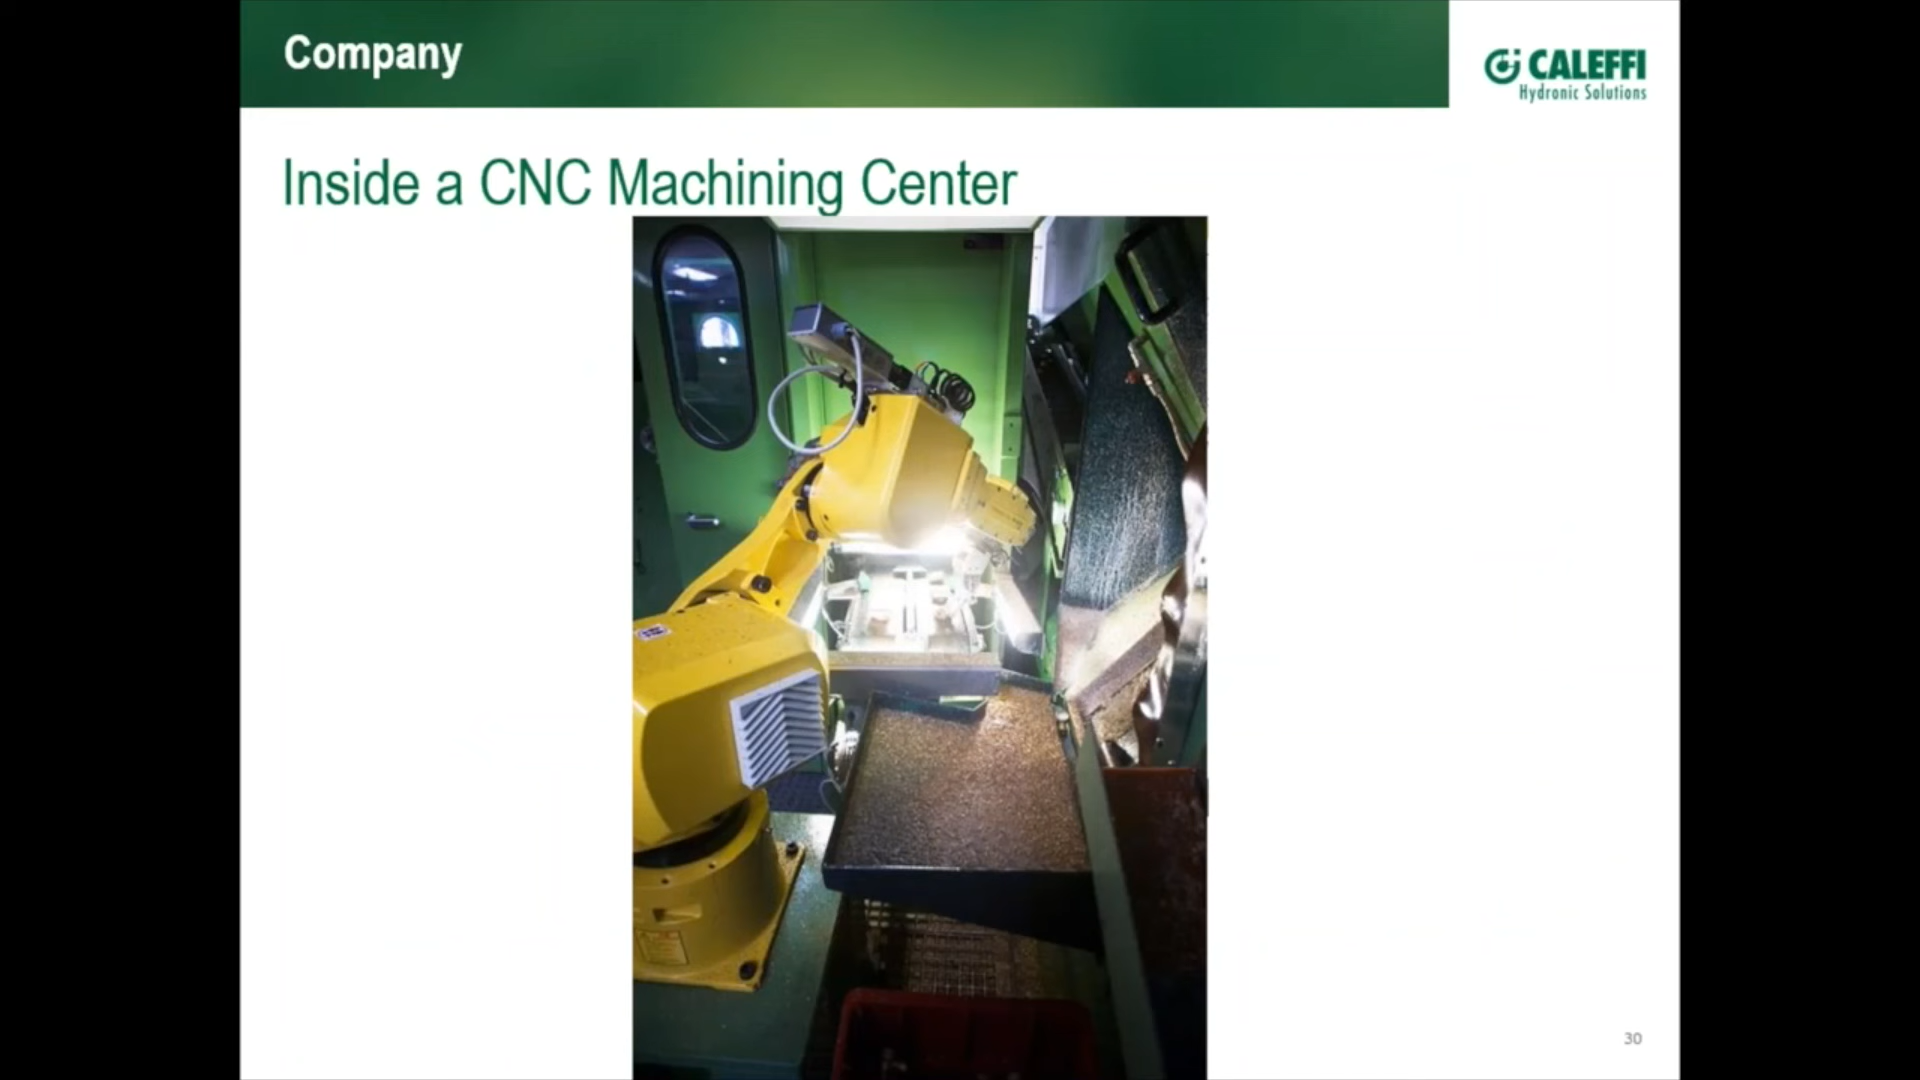 Company
CALEFFI
Hydronic Solutions
Inside a CNC Machining Center
30